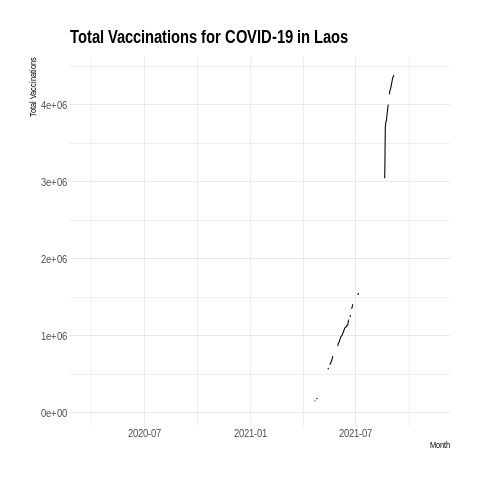 Total Vaccinations for COVID-19 in Laos
Total Vaccinations
4e+06
3e+06
2e+06
1e+06
0e+00
2020-07 2021-01 2021-07
Month